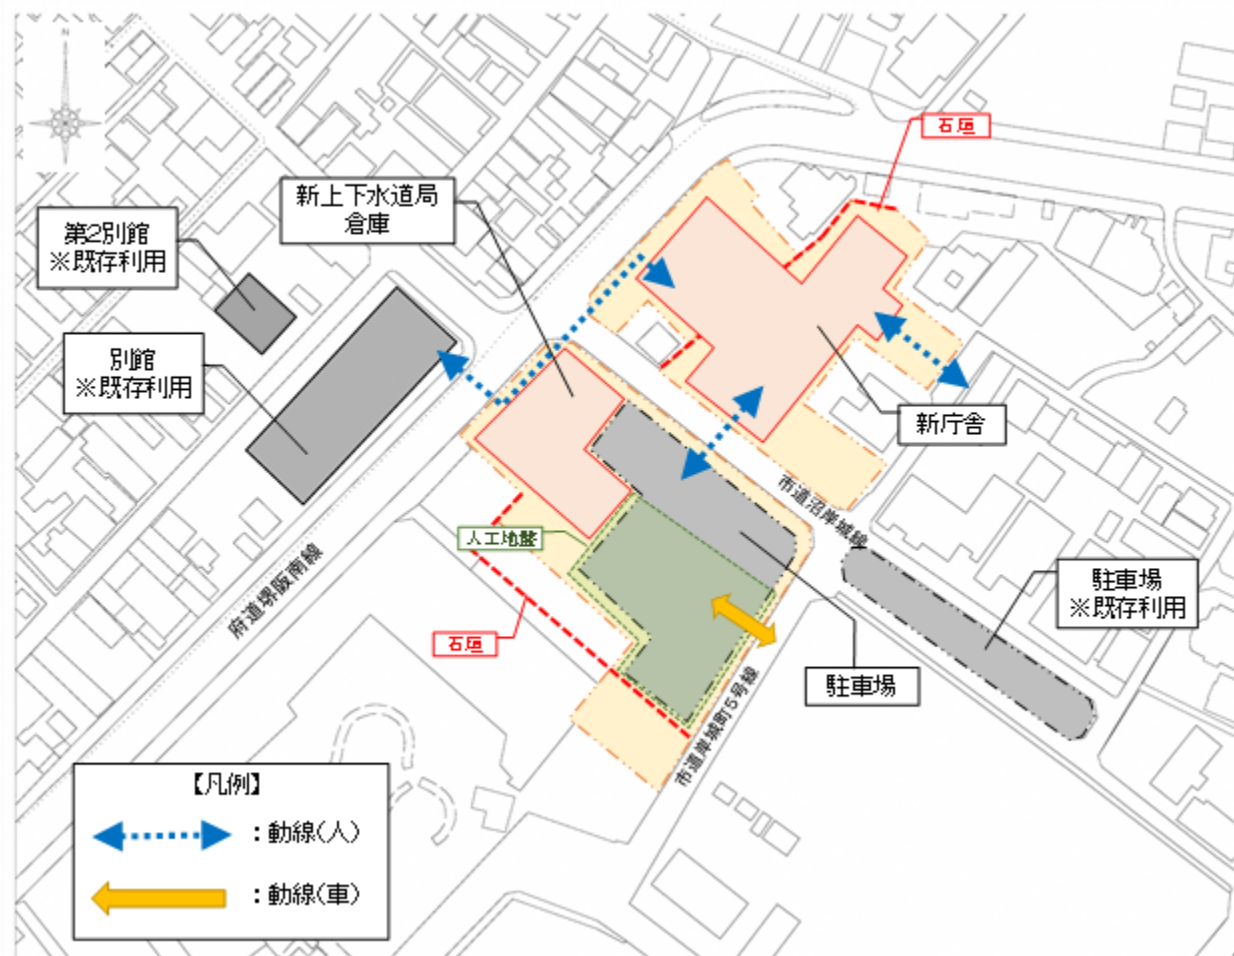 N
石垣
新上下水道局
倉庫
第2別館
※既存利用
別館
※既存利用
新庁舎
市道沼岸城線
人工地盤
府道堺阪南線
駐車場
※既存利用
石垣
駐車場
市道岸城町5号線
【凡例】
：動線(人)
：動線(車)